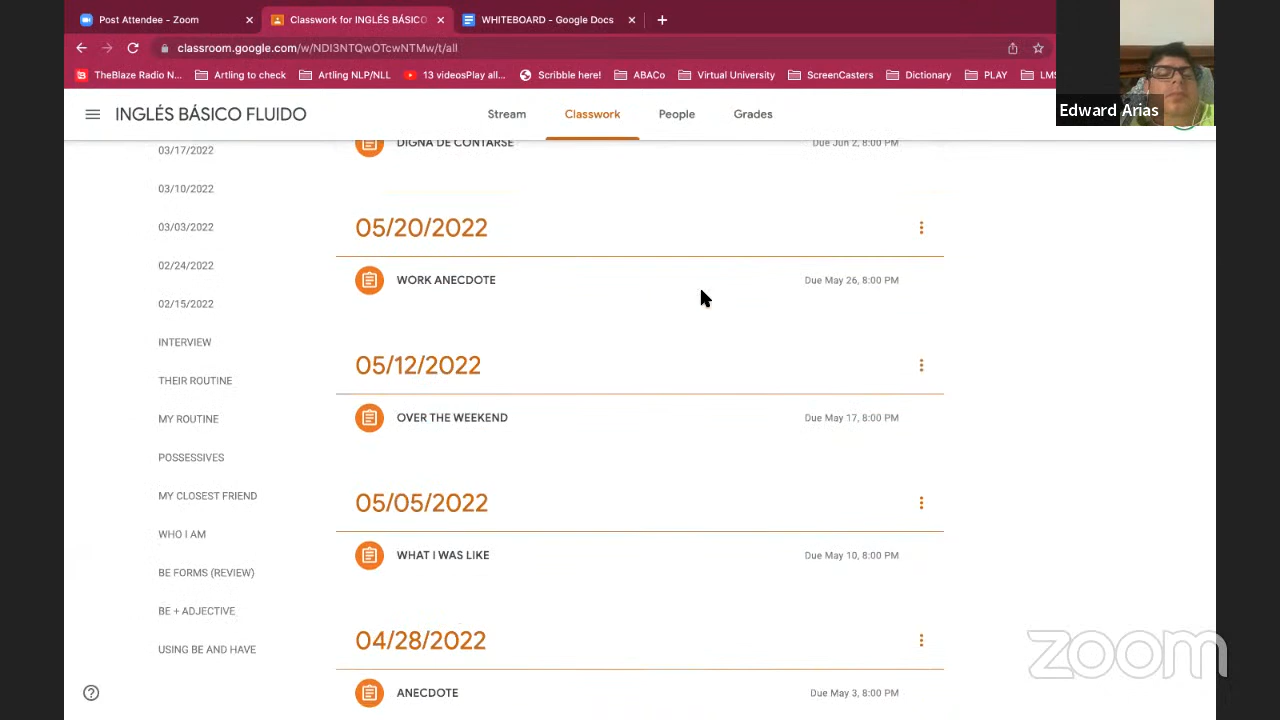 Post Attendee - Zoom
Classwork for INGLÉS BÁSICO
WHITEBOARD - Google Docs
classroom.google.com/w/NDI3NTQwOTcwNTMw/t/all
TheBlaze Radio N...
Artling to check
Artling NLP/NLL
13 videosPlay all...
Scribble here!
ABACo
Virtual University
ScreenCasters
Dictionary
PLAY
LMS
Edward Arias
INGLÉS BÁSICO FLUIDO
Stream
Classwork
People
Grades
03/17/2022
03/10/2022
03/03/2022
02/24/2022
02/15/2022
INTERVIEW
THEIR ROUTINE
MY ROUTINE
POSSESSIVES
MY CLOSEST FRIEND
WHO I AM
BE FORMS (REVIEW)
BE + ADJECTIVE
USING BE AND HAVE
DIGNA DE CONTARSE
Due Jun 2, 8:00 PM
05/20/2022
WORK ANECDOTE
Due May 26, 8:00 PM
05/12/2022
OVER THE WEEKEND
Due May 17, 8:00 PM
05/05/2022
WHAT I WAS LIKE
Due May 10, 8:00 PM
04/28/2022
ANECDOTE
Due May 3, 8:00 PM
zoom